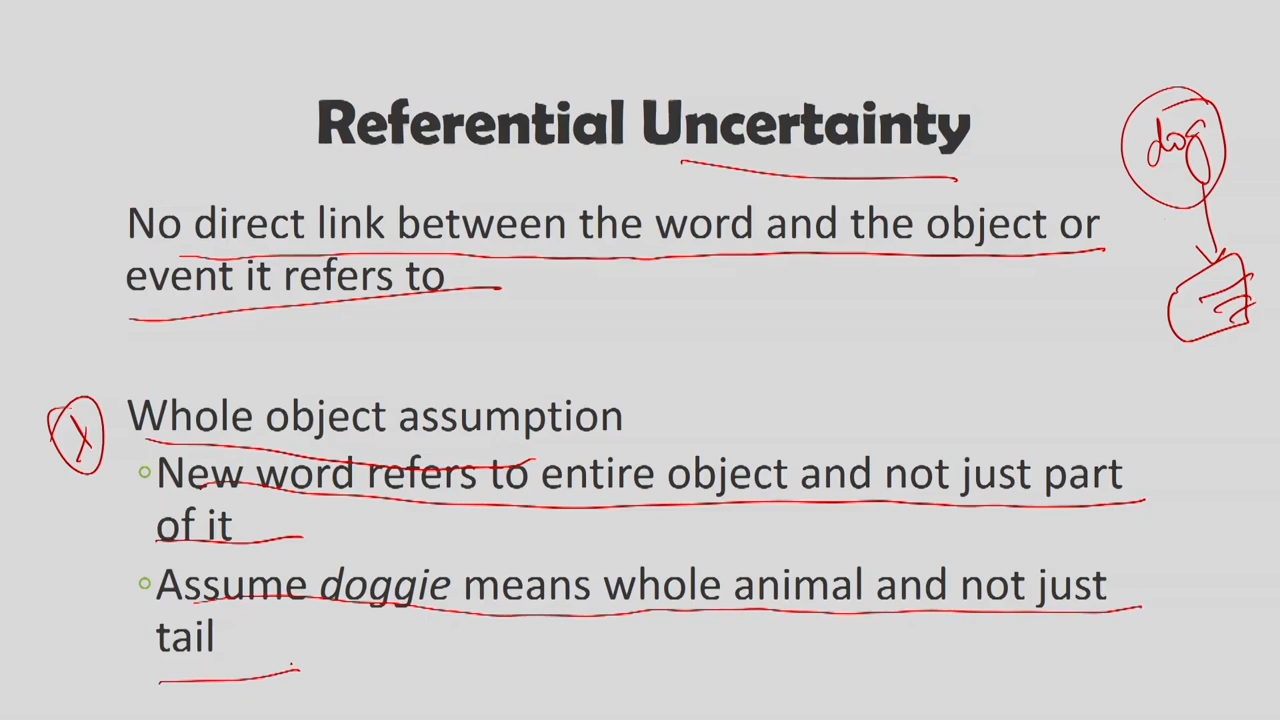 Referential Uncertainty
dog
No direct link between the word and the object or
event it refers to
Whole object assumption
New word refers to entire object and not just part
of it
Assume doggie means whole animal and not just
tail